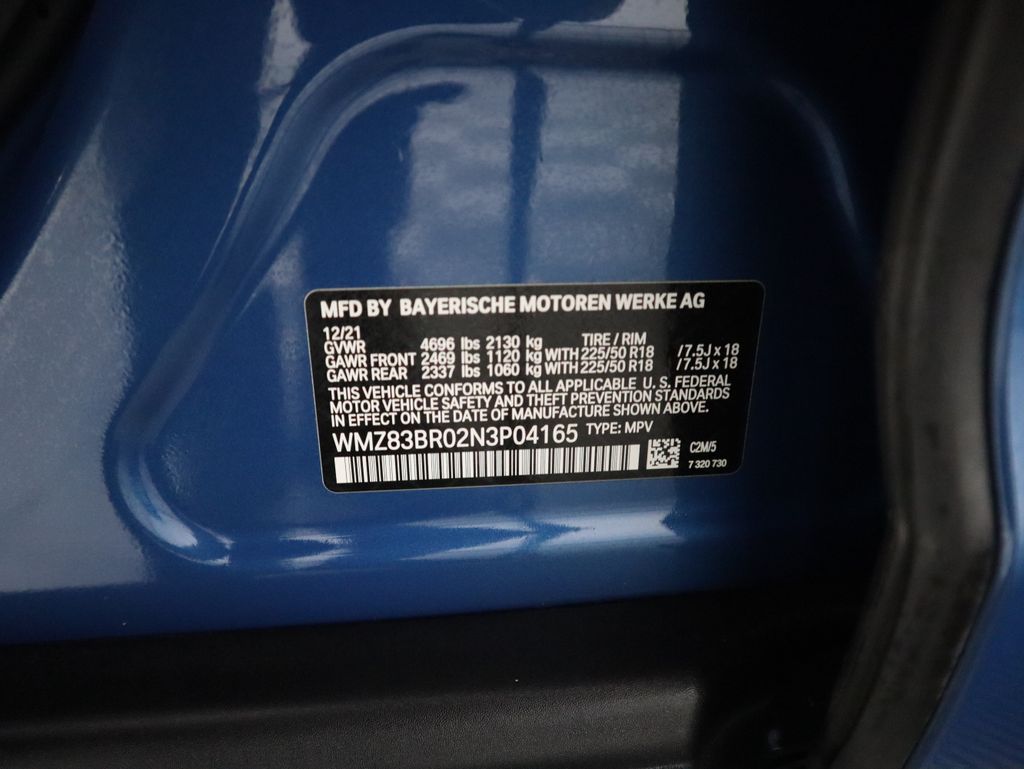 MFD BY BAYERISCHE MOTOREN WERKE AG
12/21
GVWR 4696 lbs 2130 kg TIRE / RIM
GAWR FRONT 2469 lbs 1120 kg WITH 225/50 R18 /7.5J x 18
GAWR REAR 2337 lbs 1060 kg WITH 225/50 R18 /7.5J x 18
THIS VEHICLE CONFORMS TO ALL APPLICABLE U. S. FEDERAL
MOTOR VEHICLE SAFETY AND THEFT PREVENTION STANDARDS
IN EFFECT ON THE DATE OF MANUFACTURE SHOWN ABOVE.
WMZ83BR02N3P04165 TYPE: MPV
C2M/5
7 320 730